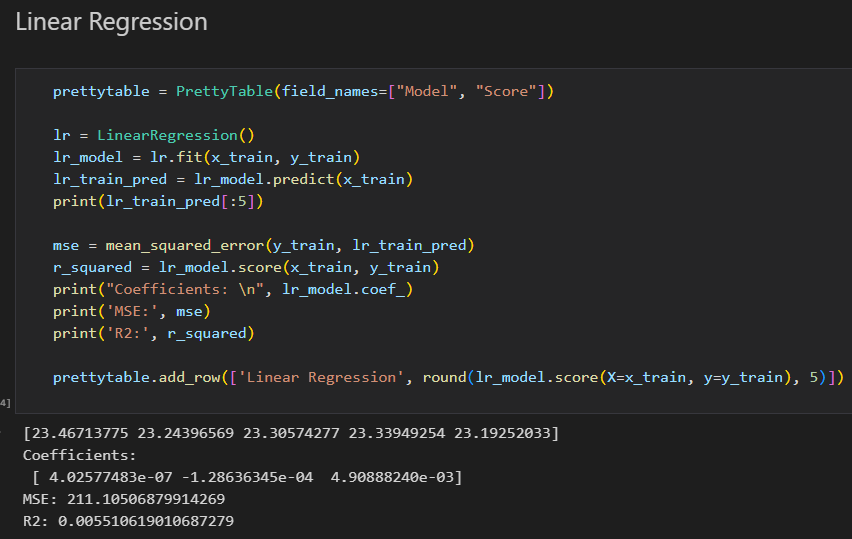 Linear Regression
prettytable = PrettyTable(field_names=["Model", "Score"])
lr = LinearRegression()
lr_model = lr.fit(x_train, y_train)
lr_train_pred = lr_model.predict(x_train)
print(lr_train_pred[:5])
mse = mean_squared_error(y_train, lr_train_pred)
r_squared = lr_model.score(x_train, y_train)
print("Coefficients: \n", lr_model.coef_)
print('MSE:', mse)
print('R2:', r_squared)
prettytable.add_row(['Linear Regression', round(lr_model.score(X=x_train, y=y_train), 5)])
4]
[23.46713775 23.24396569 23.30574277 23.33949254 23.19252033]
Coefficients:
[ 4.02577483e-07 -1.28636345e-04  4.90888240e-03]
MSE: 211.10506879914269
R2: 0.005510619010687279